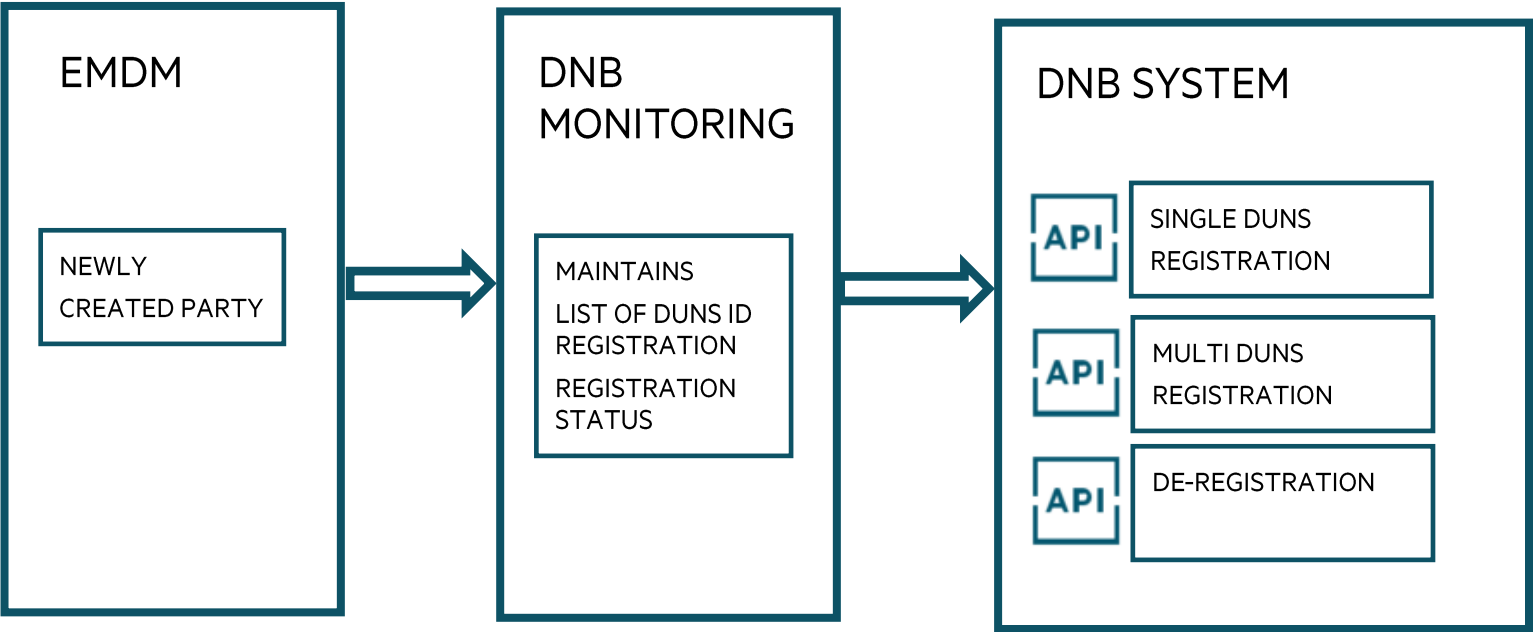 EMDM
NEWLY
CREATED PARTY
DNB
MONITORING
MAINTAINS
LIST OF DUNS ID
REGISTRATION
REGISTRATION
STATUS
DNB SYSTEM
API
SINGLE DUNS
REGISTRATION
API
MULTI DUNS
REGISTRATION
API
DE-REGISTRATION